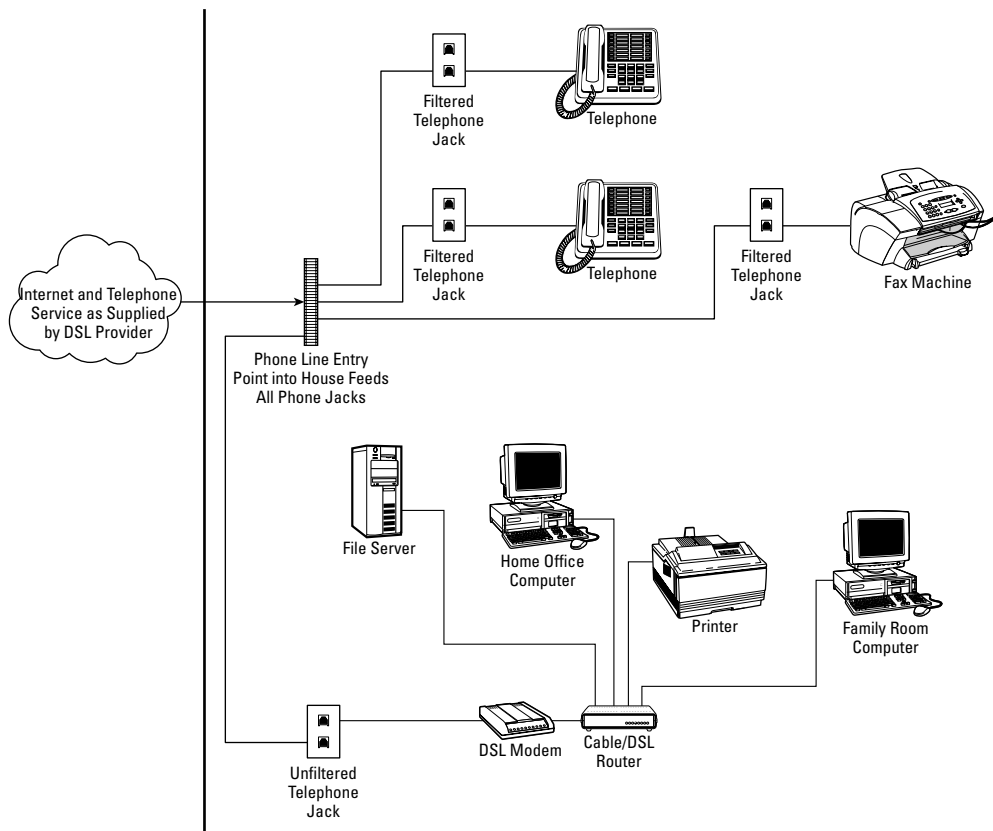 Filtered
Telephone
Jack
Telephone
Filtered
Telephone
Jack
Telephone
Filtered
Telephone
Jack
Fax Machine
Internet and Telephone
Service as Supplied
by DSL Provider
Phone Line Entry
Point into House Feeds
All Phone Jacks
File Server
Home Office
Computer
Printer
Family Room
Computer
Unfiltered
Telephone
Jack
DSL Modem
Cable/DSL
Router